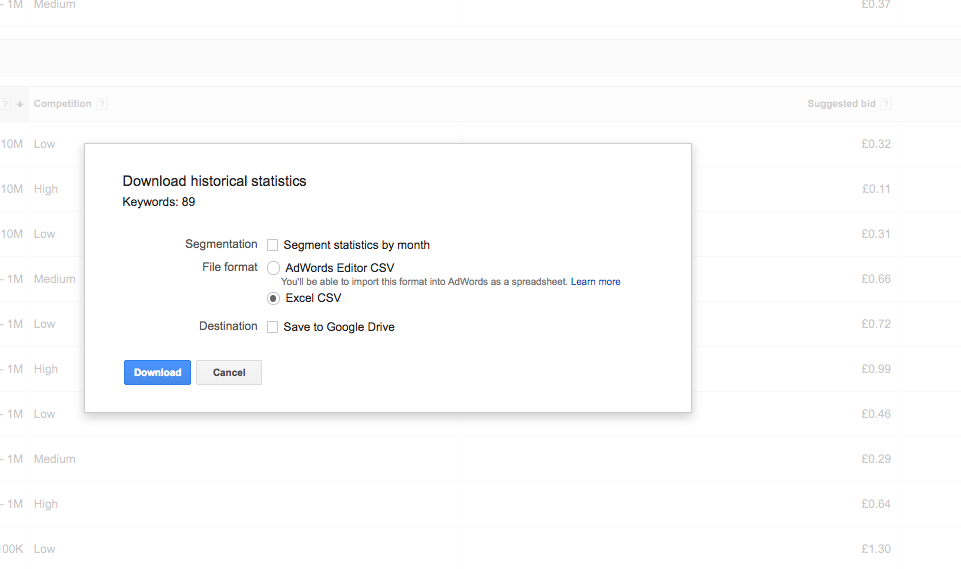 - 1M Medium £0.37
? Competition ? Suggested bid ?
10M Low £0.32
10M High £0.11
10M Low £0.31
- 1M Medium £0.66
- 1M Low £0.72
- 1M High £0.99
- 1M Low £0.46
- 1M Medium £0.29
- 1M High £0.64
100K Low £1.30
Download historical statistics
Keywords: 89
Segmentation Segment statistics by month
File format AdWords Editor CSV
You'll be able to import this format into AdWords as a spreadsheet. Learn more
Excel CSV
Destination Save to Google Drive
Download Cancel